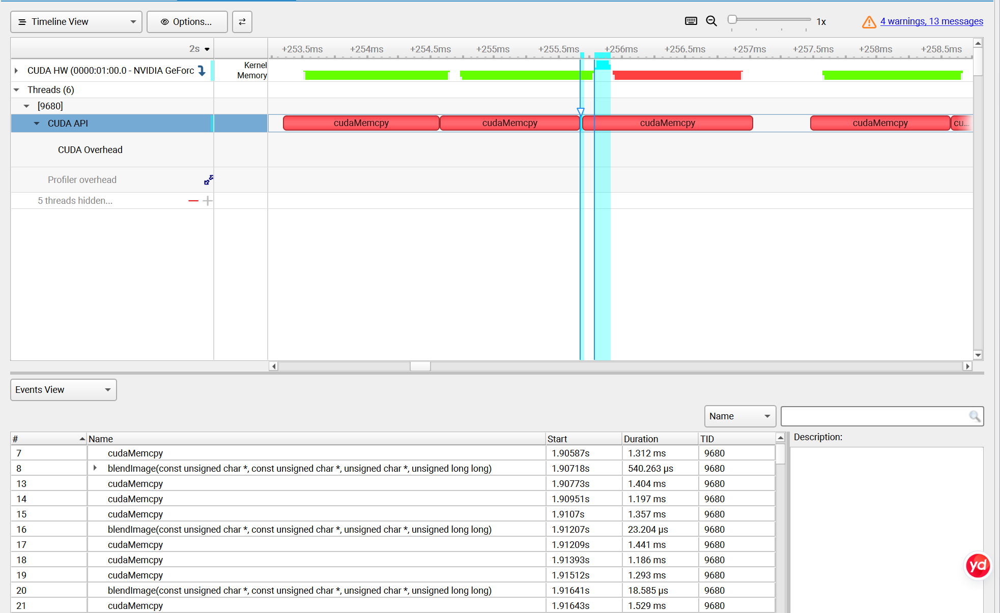 Timeline View
Options...
1x
4 warnings, 13 messages
2s
+253.5ms +254ms +254.5ms +255ms +255.5ms +256ms +256.5ms +257ms +257.5ms +258ms +258.5ms
CUDA HW (0000:01:00.0 - NVIDIA GeForc
Kernel
Memory
Threads (6)
[9680]
CUDA API
cudaMemcpy cudaMemcpy cudaMemcpy cudaMemcpy cu...
CUDA Overhead
Profiler overhead
5 threads hidden...
Events View
Name
# Name Start Duration TID
Description:
7 cudaMemcpy 1.90587s 1.312 ms 9680
8 blendImage(const unsigned char *, const unsigned char *, unsigned char *, unsigned long long) 1.90718s 540.263 μs 9680
13 cudaMemcpy 1.90773s 1.404 ms 9680
14 cudaMemcpy 1.90951s 1.197 ms 9680
15 cudaMemcpy 1.9107s 1.357 ms 9680
16 blendImage(const unsigned char *, const unsigned char *, unsigned char *, unsigned long long) 1.91207s 23.204 μs 9680
17 cudaMemcpy 1.91209s 1.441 ms 9680
18 cudaMemcpy 1.91393s 1.186 ms 9680
19 cudaMemcpy 1.91512s 1.293 ms 9680
20 blendImage(const unsigned char *, const unsigned char *, unsigned char *, unsigned long long) 1.91641s 18.585 μs 9680
21 cudaMemcpy 1.91643s 1.529 ms 9680
yd